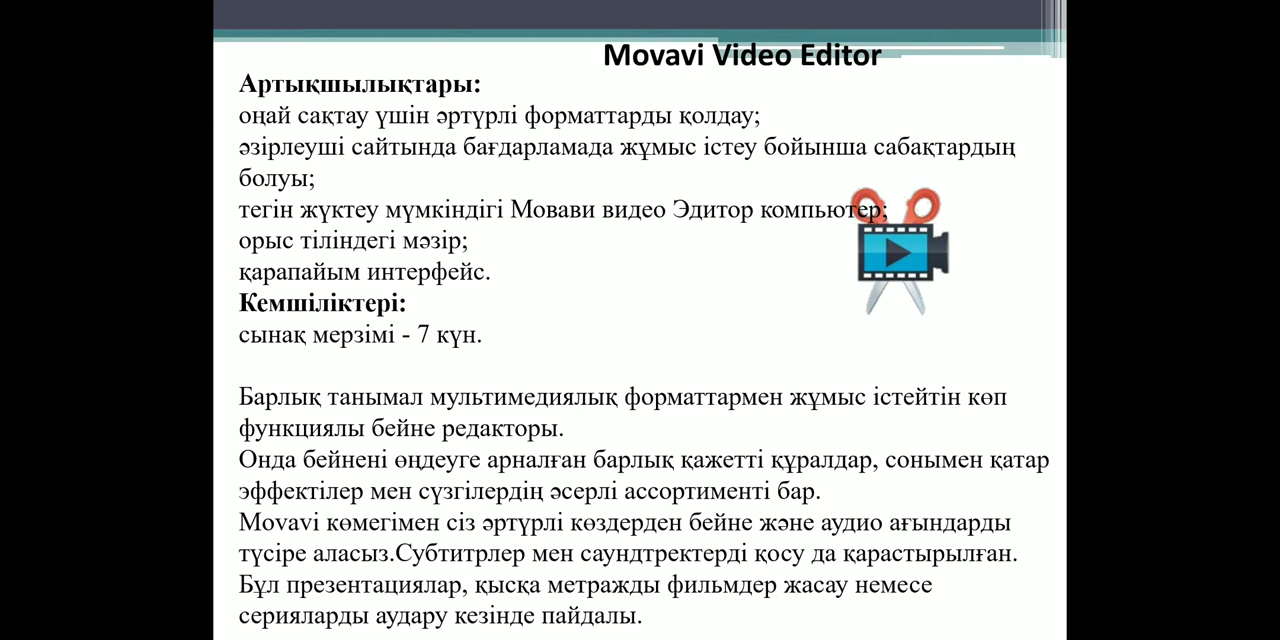 Movavi Video Editor
Артықшылықтары:
оңай сақтау үшін әртүрлі форматтарды қолдау;
әзірлеуші сайтында бағдарламада жұмыс істеу бойынша сабақтардың
болуы;
тегін жүктеу мүмкіндігі Мовави видео Эдитор компьютер;
орыс тіліндегі мәзір;
қарапайым интерфейс.
Кемшіліктері:
сынақ мерзімі - 7 күн.
Барлық танымал мультимедиялық форматтармен жұмыс істейтін көп
функциялы бейне редакторы.
Онда бейнені өңдеуге арналған барлық қажетті құралдар, сонымен қатар
эффектілер мен сүзгілердің әсерлі ассортименті бар.
Movavi көмегімен сіз әртүрлі көздерден бейне және аудио ағындарды
түсіре аласыз.Субтитрлер мен саундтректерді қосу да қарастырылған.
Бұл презентациялар, қысқа метражды фильмдер жасау немесе
серияларды аудару кезінде пайдалы.